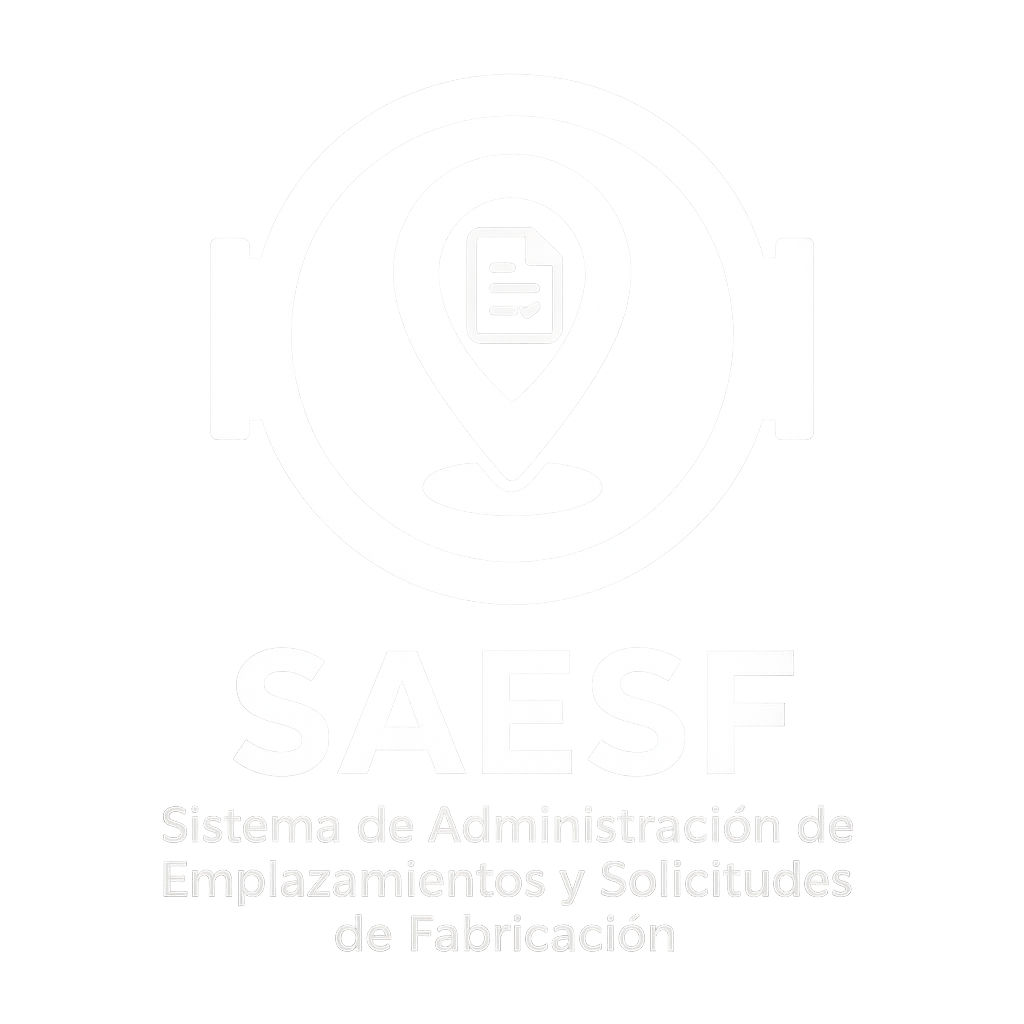 SAESF
Sistema de Administración de
Emplazamientos y Solicitudes
de Fabricación